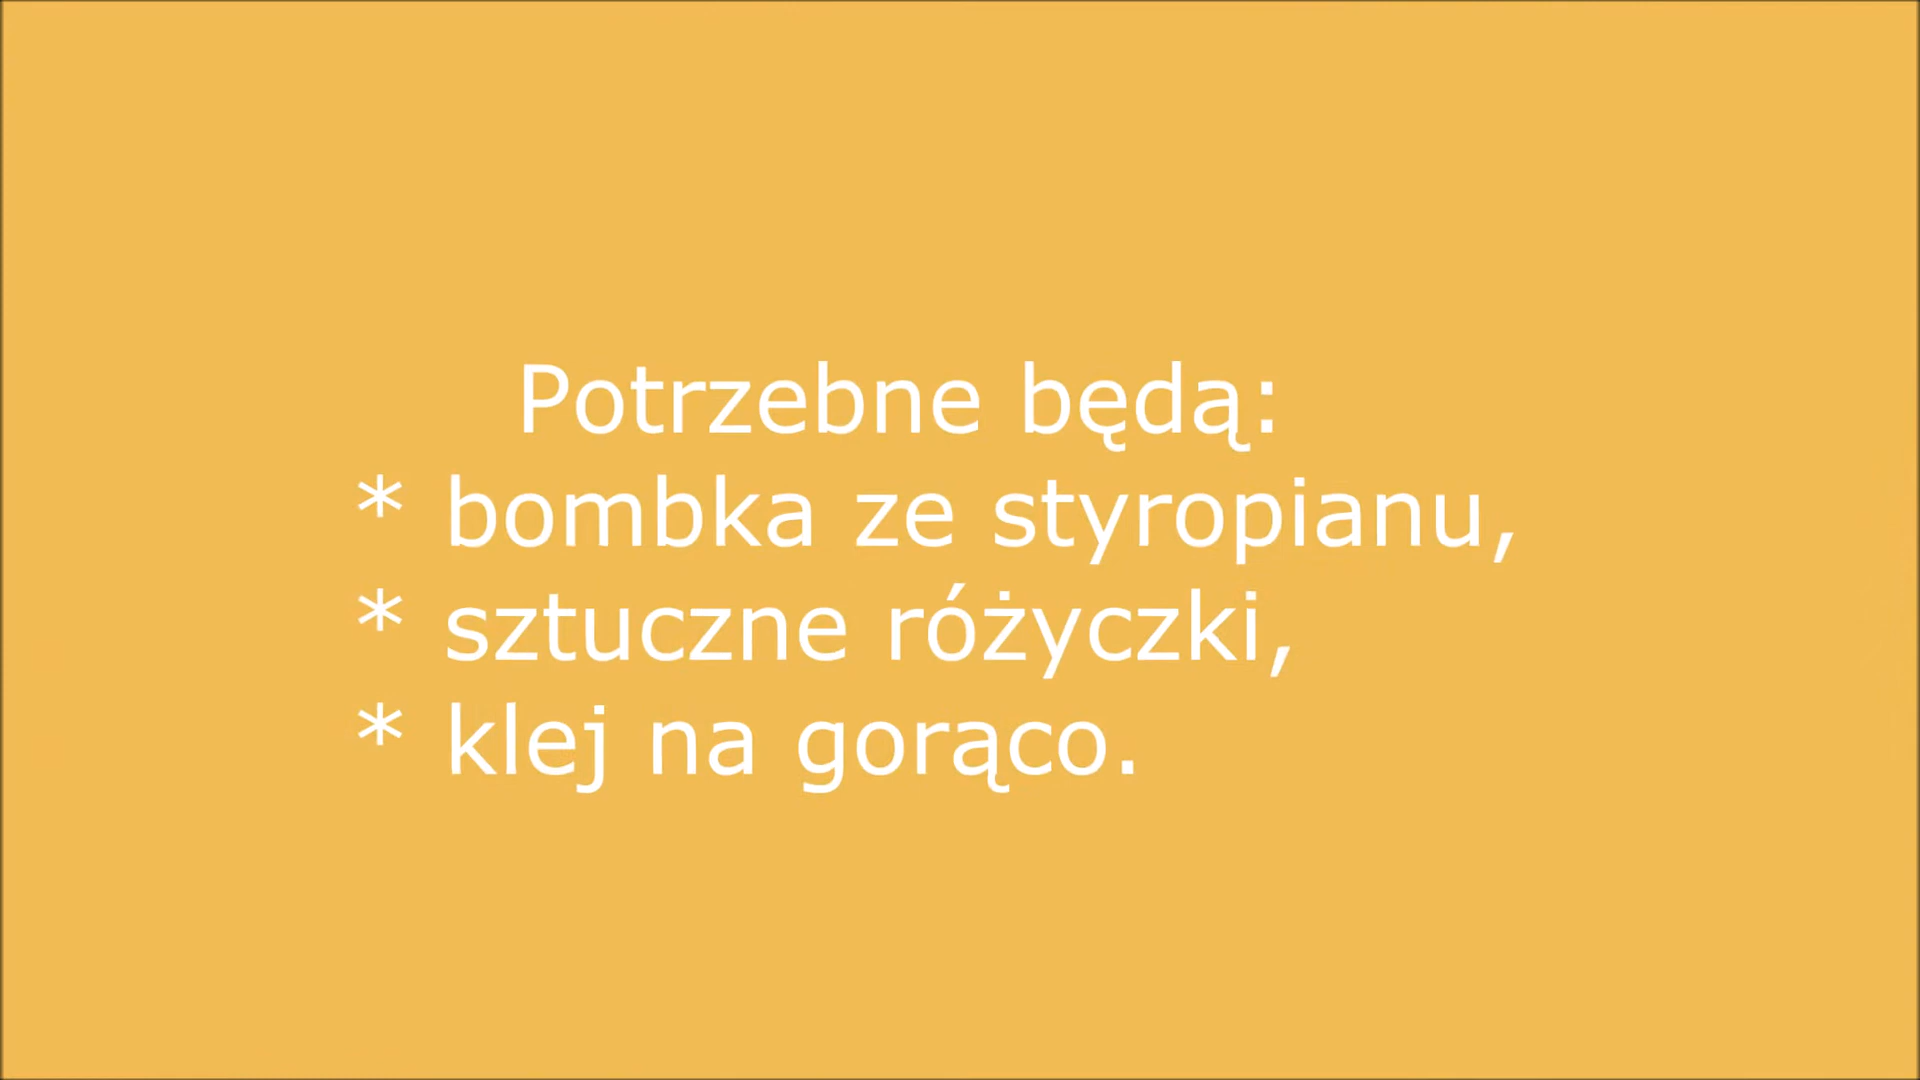 Potrzebne będą:
* bombka ze styropianu,
* sztuczne różyczki,
* klej na gorąco.